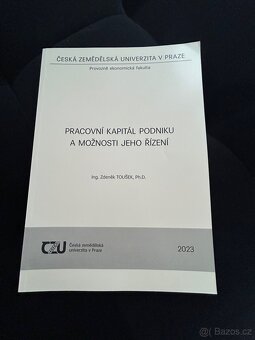 ČESKÁ ZEMĚDĚLSKÁ UNIVERZITA V PRAZE
Provozně ekonomická fakulta
PRACOVNÍ KAPITÁL PODNIKU
A MOŽNOSTI JEHO ŘÍZENÍ
Ing. Zdeněk TOUŠEK, Ph.D.
Česká zemědělská
univerzita v Praze
2023
Bazoš.cz